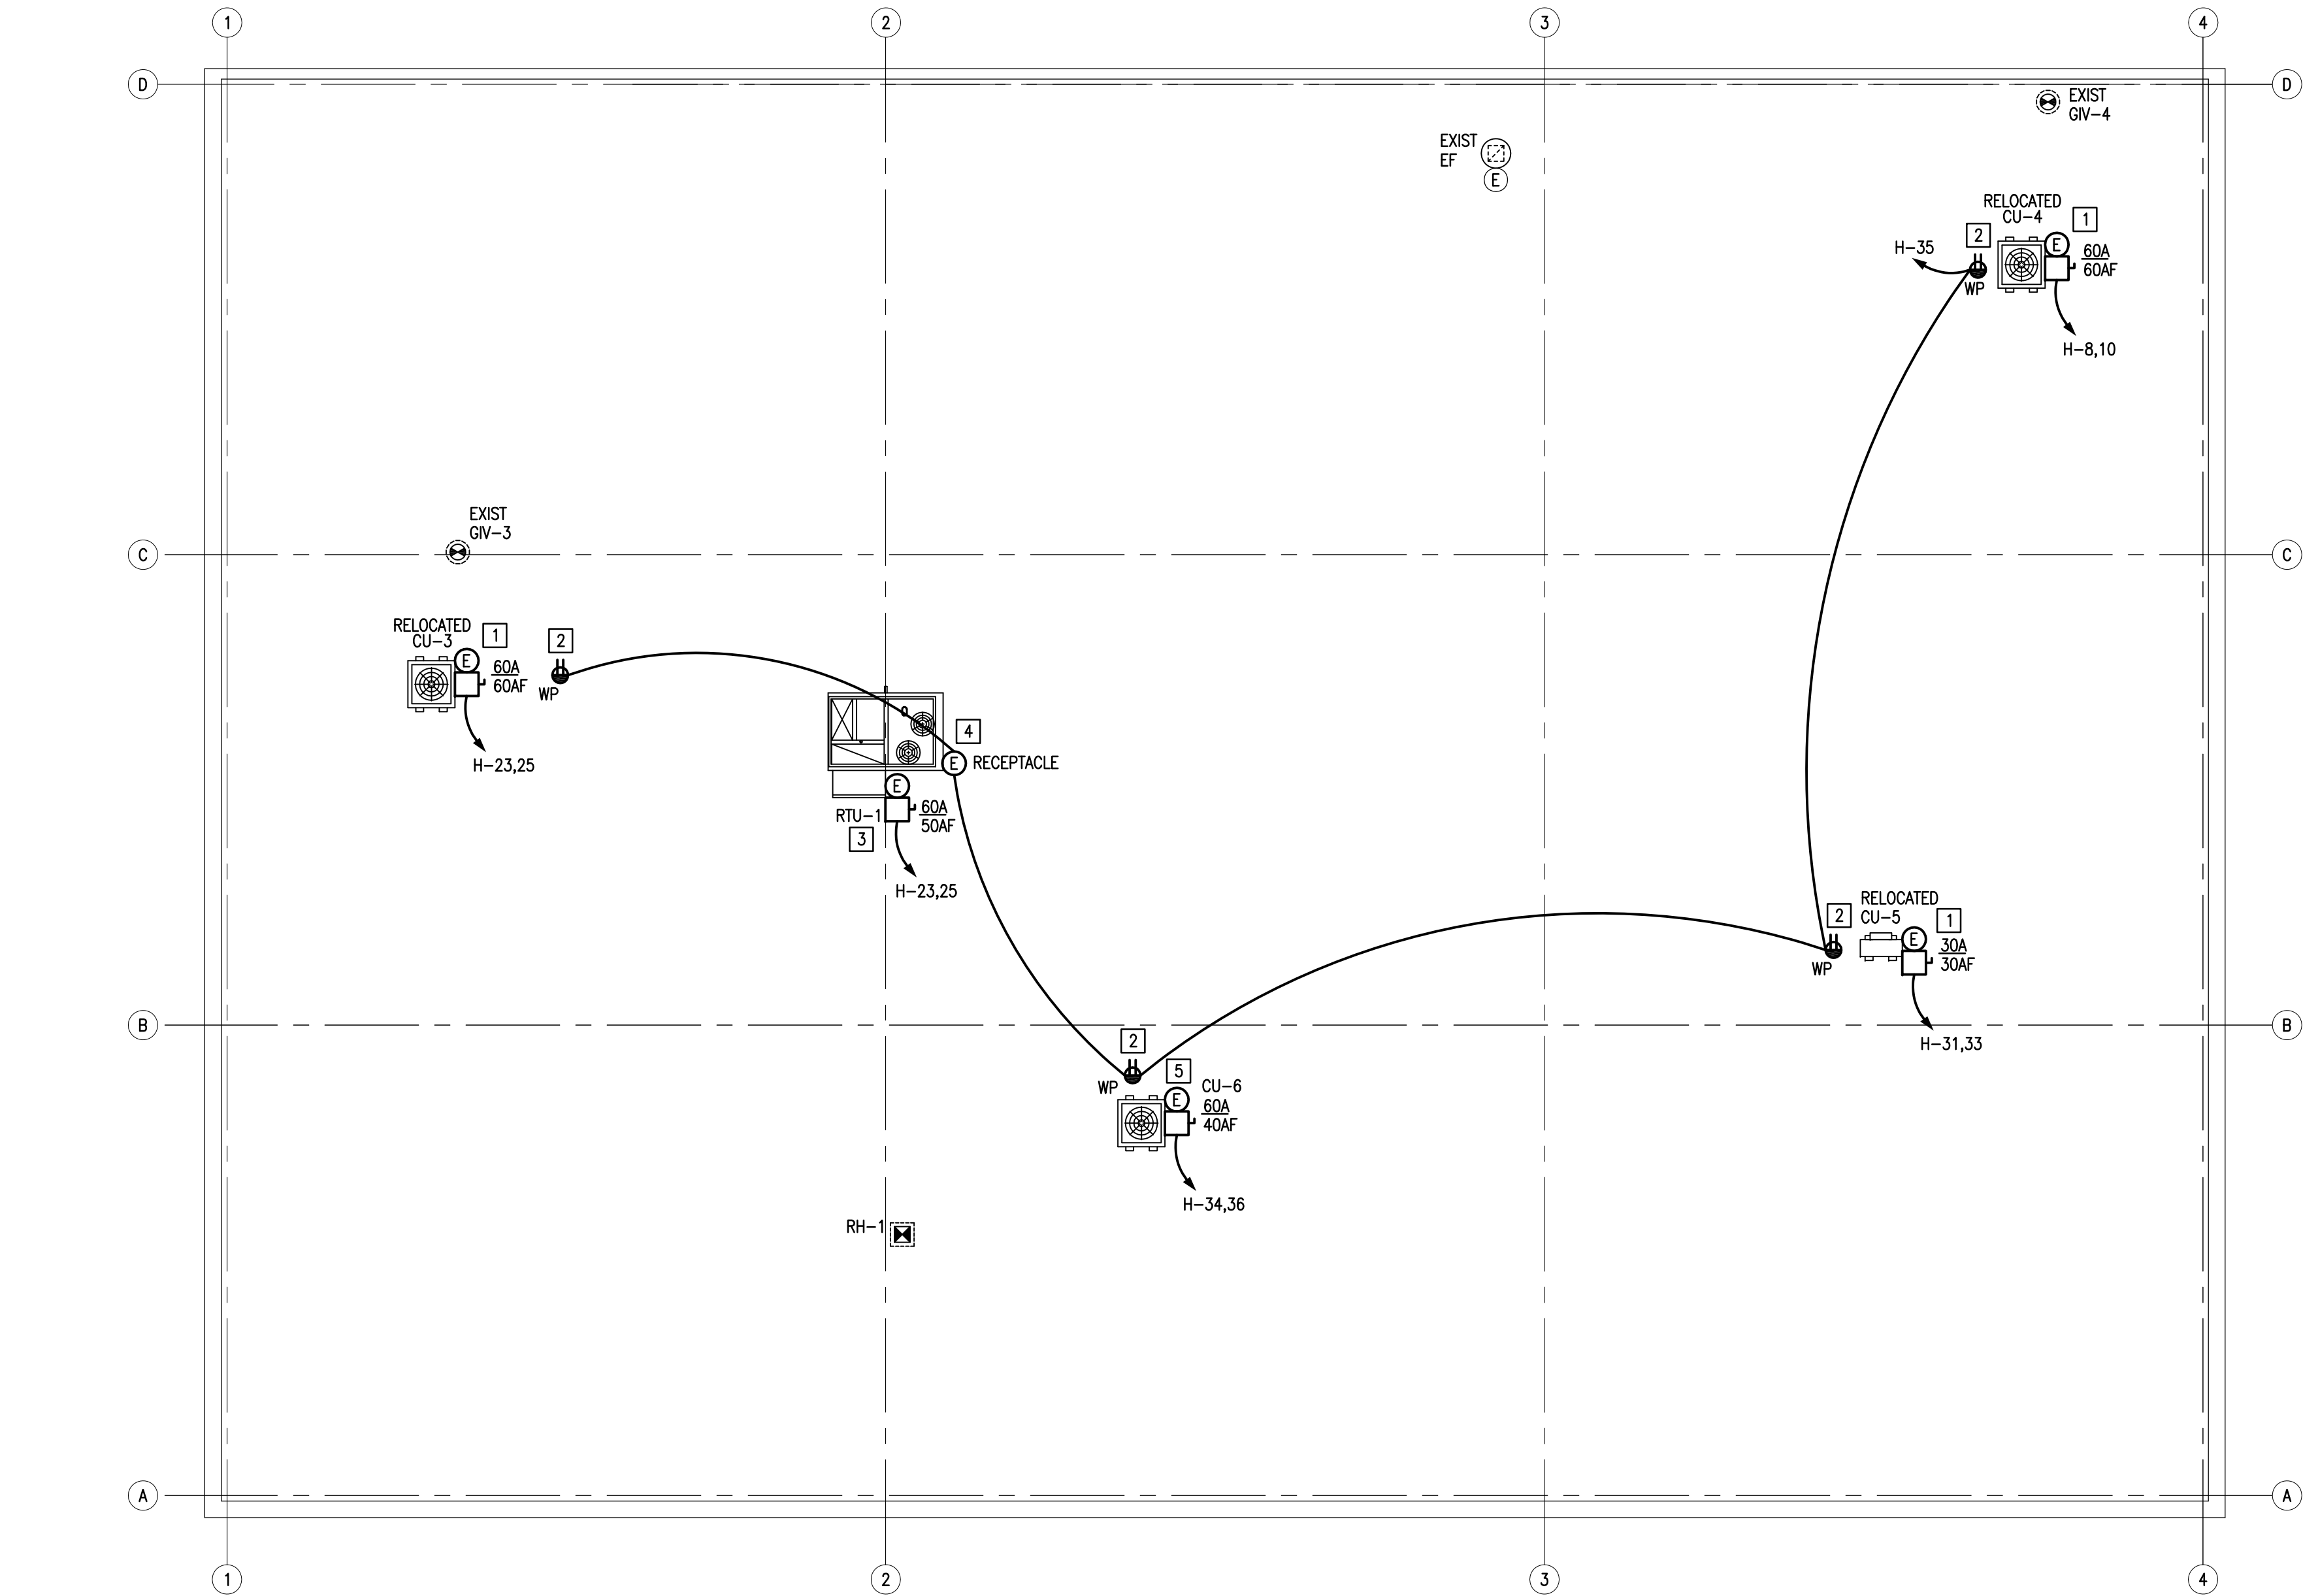 1
2
3
4
D
D
EXIST
GIV-4
EXIST
EF
E
RELOCATED
CU-4
1
2
E
60A
60AF
H-35
WP
H-8,10
EXIST
GIV-3
C
C
RELOCATED
CU-3
1
E
60A
60AF
2
WP
H-23,25
4
E RECEPTACLE
E
RTU-1
60A
50AF
3
H-23,25
RELOCATED
CU-5
2
1
E
30A
30AF
WP
H-31,33
B
B
2
5
WP
E
CU-6
60A
40AF
H-34,36
RH-1
A
A
1
2
3
4